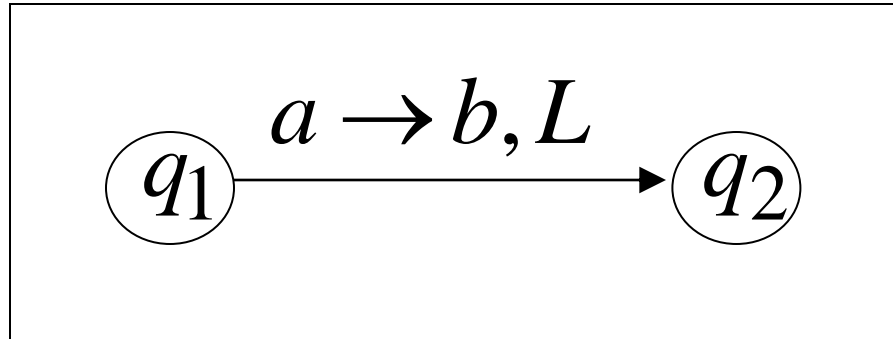 a → b, L
q₁ q₂